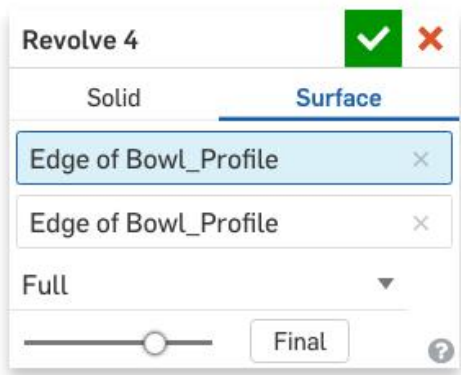 Revolve 4
Solid Surface
Edge of Bowl_Profile
Edge of Bowl_Profile
Full
Final ?